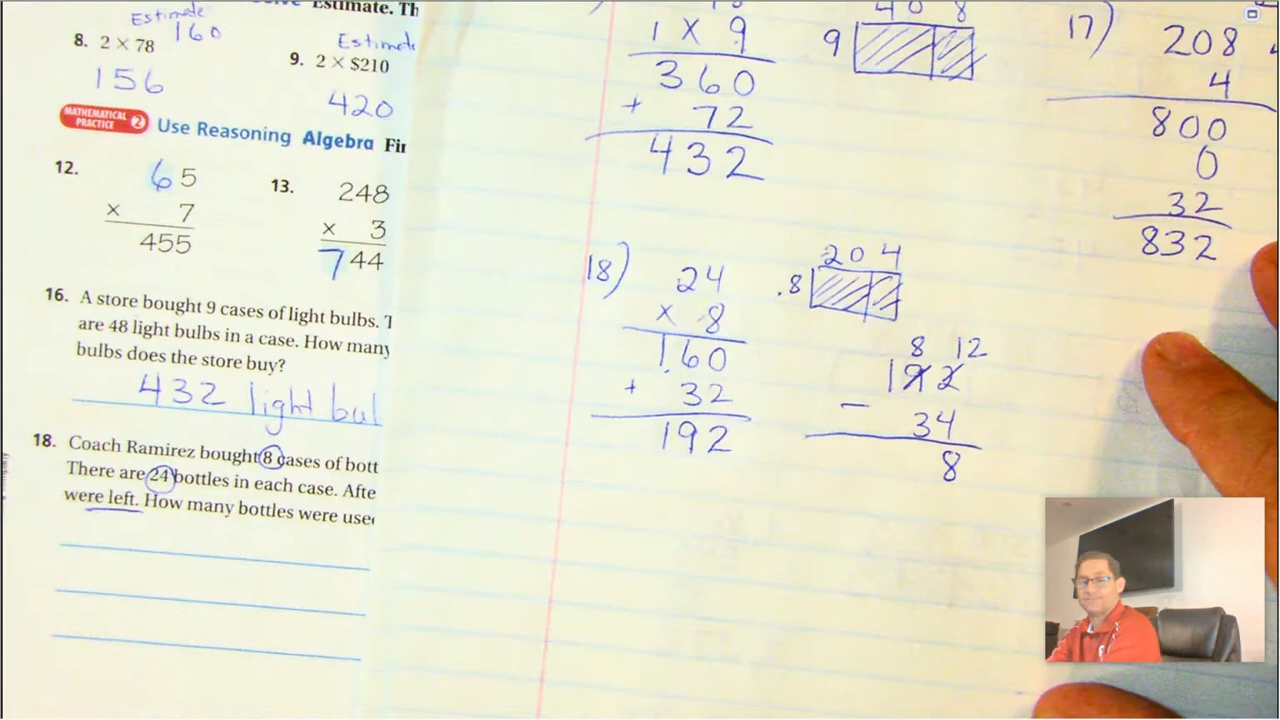 Estimate. Th
Estimate
160
8. 2 × 78
156
Estimate
9. 2 × $210
420
MATHEMATICAL PRACTICE 2
Use Reasoning Algebra Fin
12.
65
× 7
455
13.
248
× 3
744
16. A store bought 9 cases of light bulbs. T
are 48 light bulbs in a case. How many
bulbs does the store buy?
432 light bul
18. Coach Ramirez bought 8 cases of bott
There are 24 bottles in each case. Afte
were left. How many bottles were used
1 × 9
360
+ 72
432
40 8
9
17)
208
4
800
0
32
832
18)
24
× 8
160
+ 32
192
20 4
8
8 12
192
- 34
8